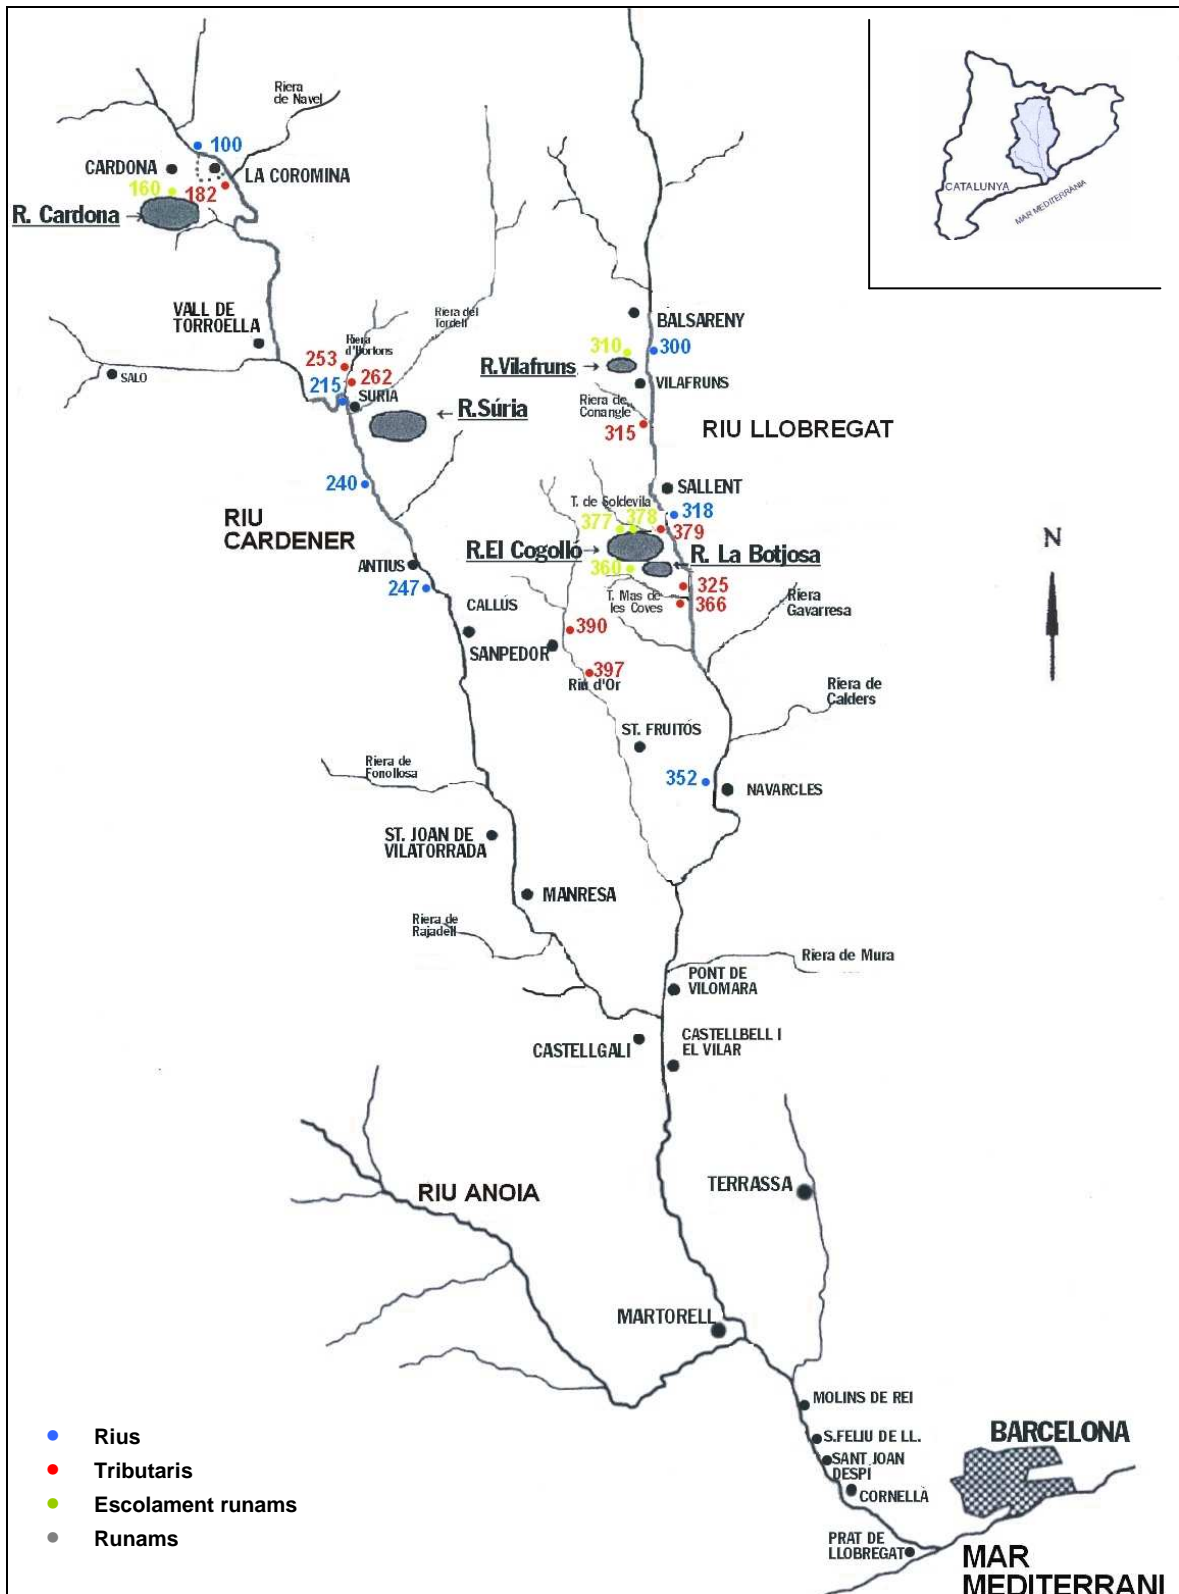 Riera
de Navel
100
CARDONA
LA COROMINA
160
182
R. Cardona
CATALUNYA
MAR MEDITERRÀNIA
VALL DE
TORROELLA
Riera del
Tordell
Riera
d'Hortons
253
262
215
SALO
SÚRIA
R.Súria
BALSARENY
310
300
R.Vilafruns
VILAFRUNS
Riera de
Conangle
315
RIU LLOBREGAT
240
SALLENT
RIU
CARDENER
T. de Soldevila
318
377
378
379
R.El Cogollo
R. La Botjosa
N
ANTIUS
360
247
325
T. Mas de
les Coves
366
Riera
Gavarresa
CALLÚS
390
SANPEDOR
397
Riu d'Or
Riera de
Calders
ST. FRUITÓS
Riera de
Fonollosa
352
NAVARCLES
ST. JOAN DE
VILATORRADA
MANRESA
Riera de
Rajadell
Riera de Mura
PONT DE
VILOMARA
CASTELLGALI
CASTELLBELL I
EL VILAR
TERRASSA
RIU ANOIA
MARTORELL
MOLINS DE REI
S.FELIU DE LL.
SANT JOAN
DESPÍ
CORNELLÀ
BARCELONA
PRAT DE
LLOBREGAT
MAR
MEDITERRANI
Rius
Tributaris
Escolament runams
Runams